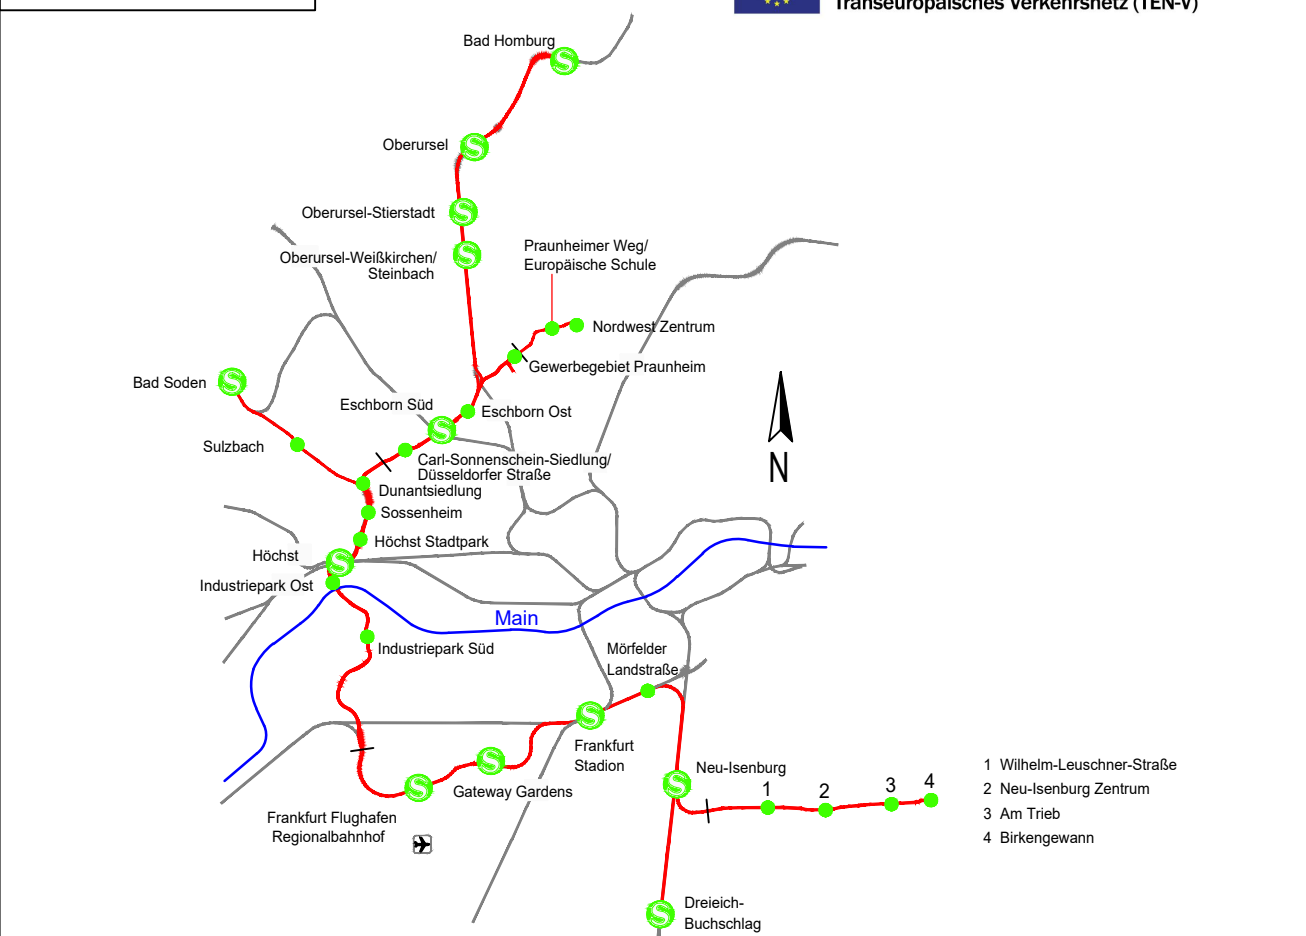 Transeuropäisches Verkehrsnetz (TEN-V)
Bad Homburg
Oberursel
Oberursel-Stierstadt
Oberursel-Weißkirchen/
Steinbach
Praunheimer Weg/
Europäische Schule
Nordwest Zentrum
Gewerbegebiet Praunheim
Bad Soden
Eschborn Süd
Eschborn Ost
Sulzbach
Carl-Sonnenschein-Siedlung/
Düsseldorfer Straße
Dunantsiedlung
Sossenheim
N
Höchst Stadtpark
Höchst
Industriepark Ost
Main
Industriepark Süd
Mörfelder
Landstraße
Frankfurt
Stadion
Neu-Isenburg
Gateway Gardens
Frankfurt Flughafen
Regionalbahnhof
1
2
3
4
1 Wilhelm-Leuschner-Straße
2 Neu-Isenburg Zentrum
3 Am Trieb
4 Birkengewann
Dreieich-
Buchschlag
S
S
S
S
S
S
S
S
S
S
S
S